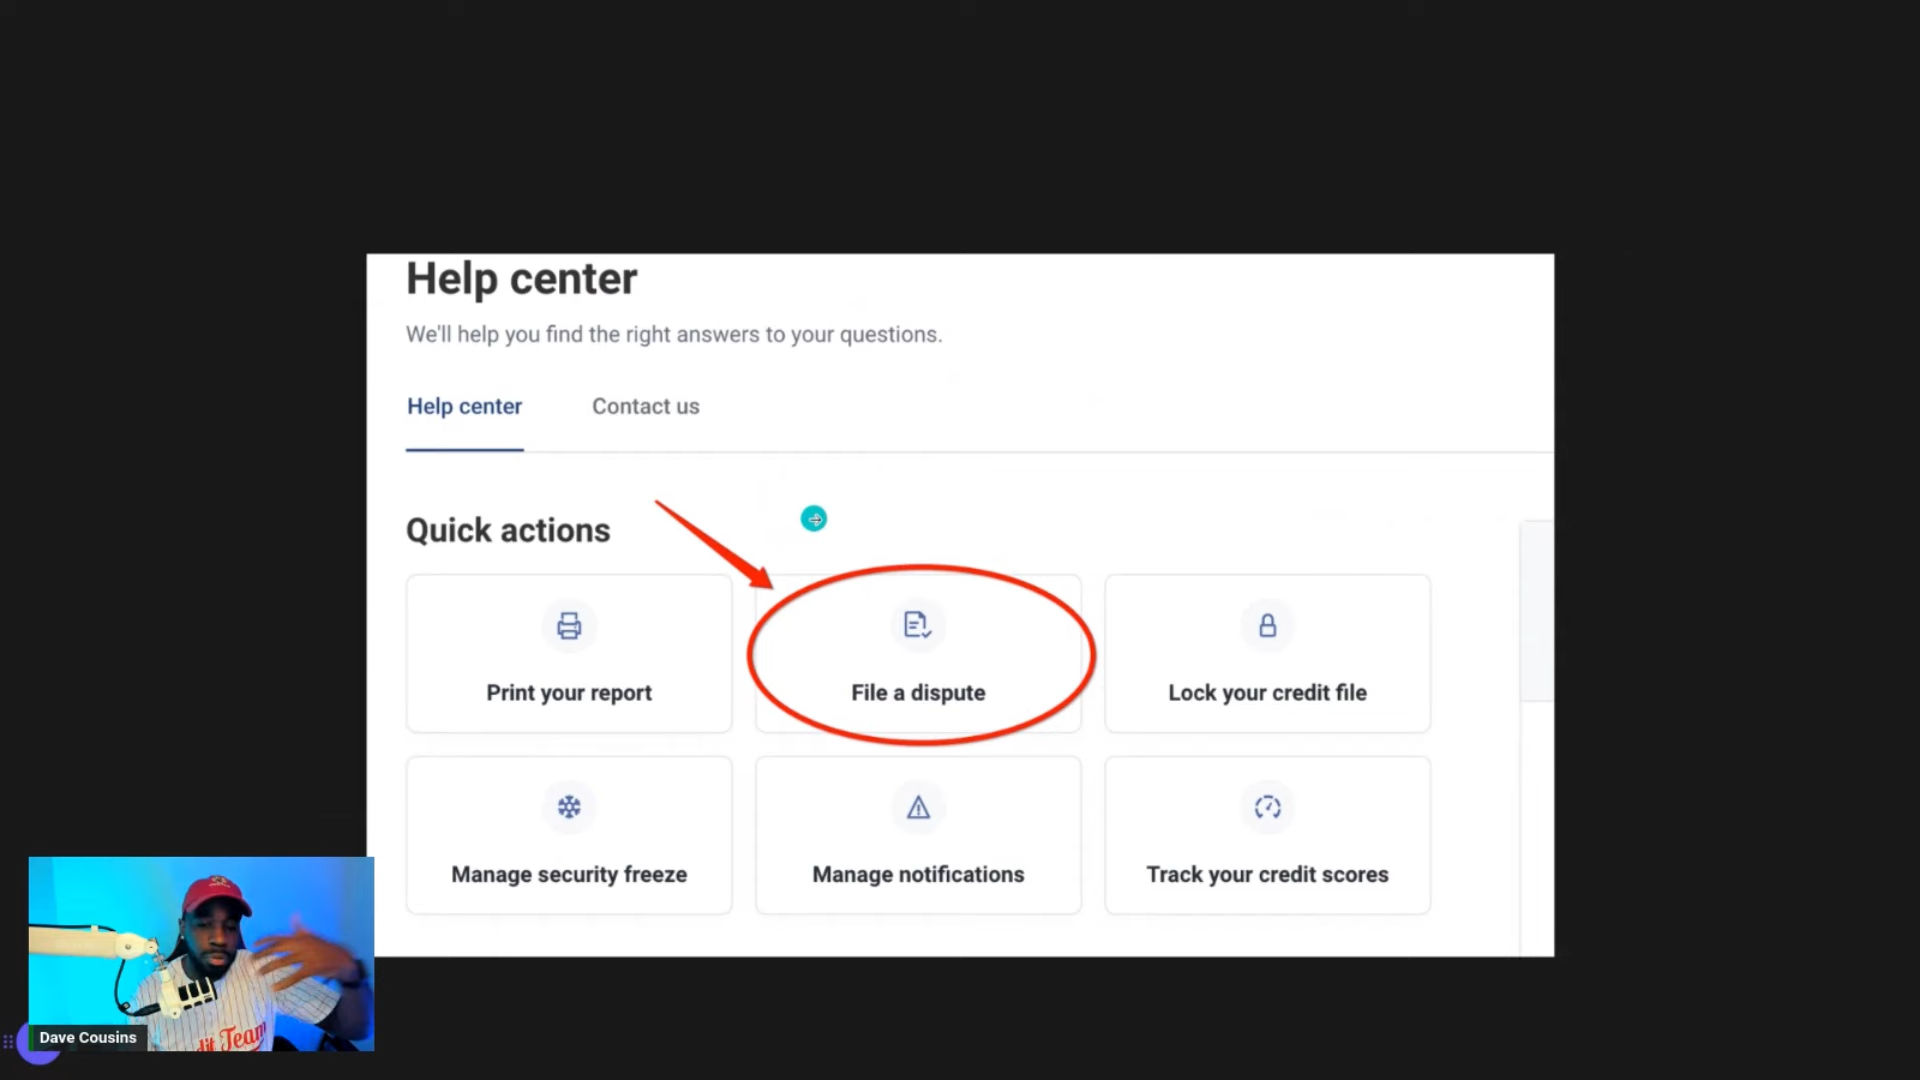 Help center
We'll help you find the right answers to your questions.
Help center
Contact us
Quick actions
Print your report
File a dispute
Lock your credit file
Manage security freeze
Manage notifications
Track your credit scores
Dave Cousins
dit Team